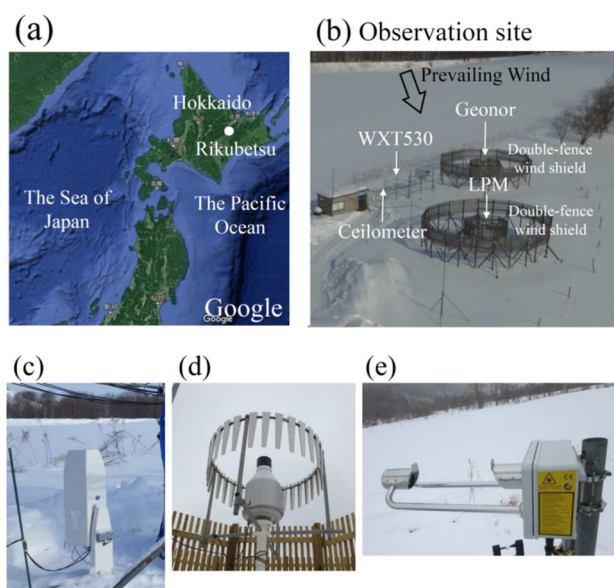 (a)
(b) Observation site
Hokkaido
Rikubetsu
The Sea of
Japan
The Pacific
Ocean
Google
Google
Prevailing Wind
Geonor
WXT530
Double-fence
wind shield
LPM
Double-fence
wind shield
Ceilometer
(c)
(d)
(e)